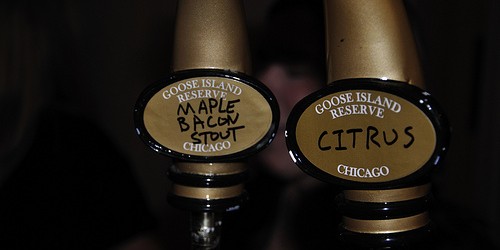 GOOSE ISLAND
RESERVE
MAPLE
BACON
STOUT
CHICAGO
GOOSE ISLAND
RESERVE
CITRUS
CHICAGO